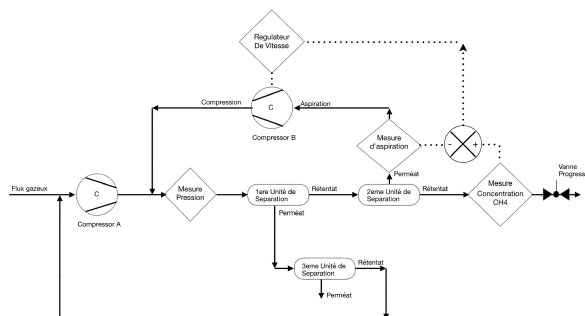 Regulateur
De Vitesse
Compression
C
Aspiration
Compressor B
Mesure
d'aspiration
-
+
Perméat
Vanne
Progress
Flux gazeux
C
Compressor A
Mesure
Pression
1ere Unité de
Separation
Rétentat
2eme Unité de
Separation
Rétentat
Mesure
Concentration
CH4
Perméat
3eme Unité de
Separation
Rétentat
Perméat